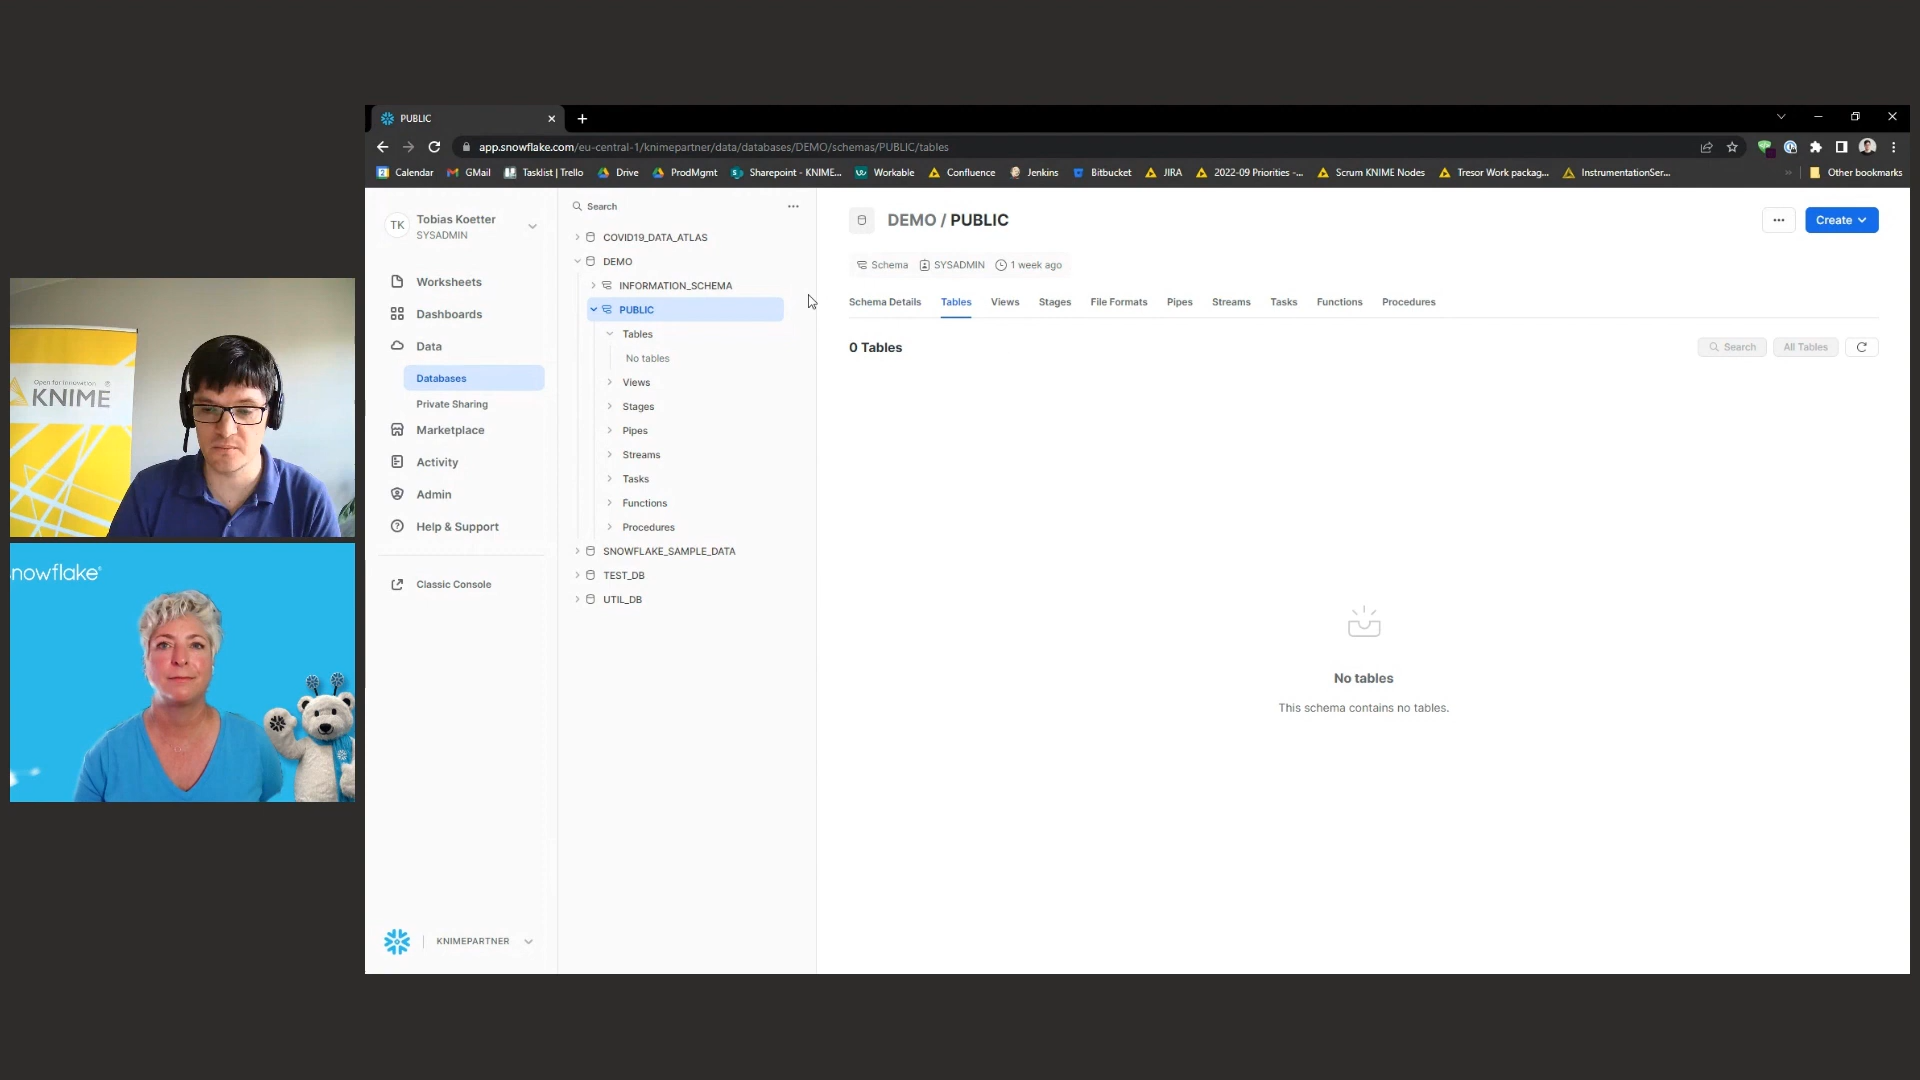 PUBLIC
app.snowflake.com/eu-central-1/knimepartner/data/databases/DEMO/schemas/PUBLIC/tables
Calendar
GMail
Tasklist | Trello
Drive
ProdMgmt
Sharepoint - KNIME...
Workable
Confluence
Jenkins
Bitbucket
JIRA
2022-09 Priorities -...
Scrum KNIME Nodes
Tresor Work packag...
InstrumentationSer...
»
Other bookmarks
TK
Tobias Koetter
SYSADMIN
Worksheets
Dashboards
Data
Databases
Private Sharing
Marketplace
Activity
Admin
Help & Support
Classic Console
KNIMEPARTNER
Search
COVID19_DATA_ATLAS
DEMO
INFORMATION_SCHEMA
PUBLIC
Tables
No tables
Views
Stages
Pipes
Streams
Tasks
Functions
Procedures
SNOWFLAKE_SAMPLE_DATA
TEST_DB
UTIL_DB
DEMO / PUBLIC
Create
Schema
SYSADMIN
1 week ago
Schema Details
Tables
Views
Stages
File Formats
Pipes
Streams
Tasks
Functions
Procedures
0 Tables
Search
All Tables
No tables
This schema contains no tables.
Open for Innovation ®
KNIME
nowflake®